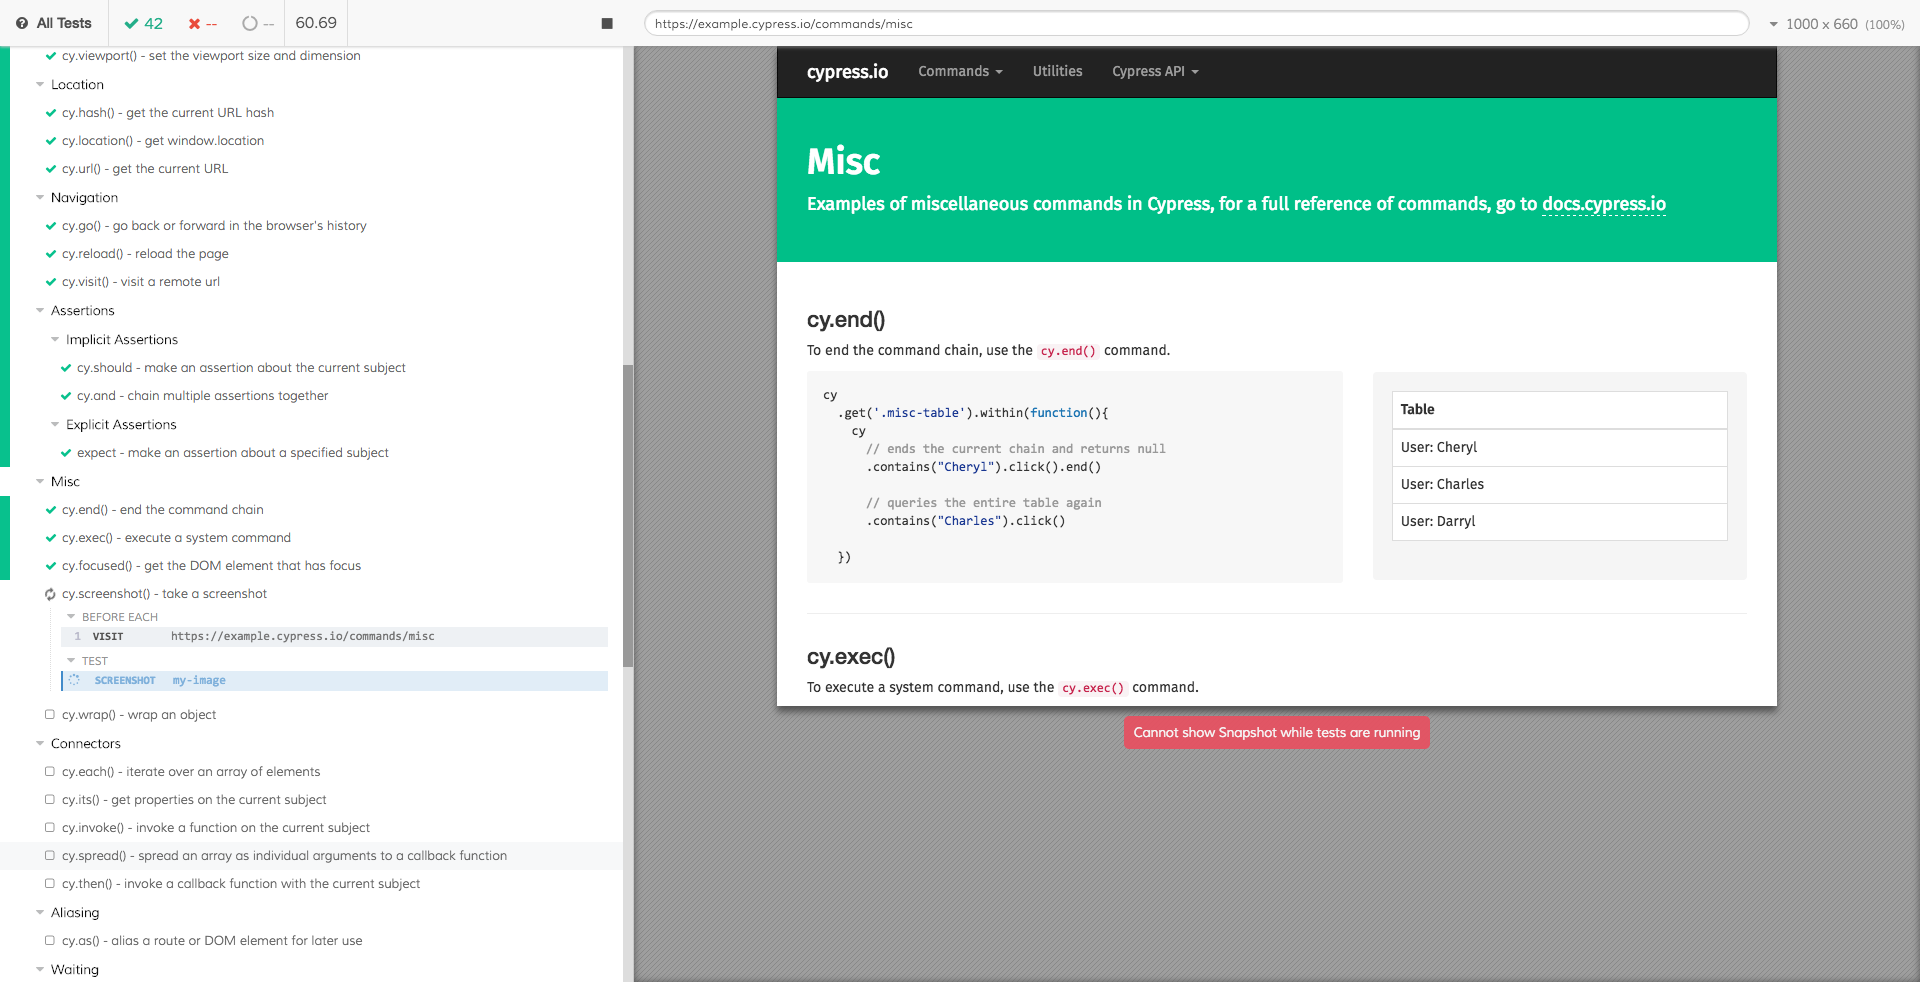 All Tests 42 -- -- 60.69
https://example.cypress.io/commands/misc
1000 x 660 (100%)
cy.viewport() - set the viewport size and dimension
Location
cy.hash() - get the current URL hash
cy.location() - get window.location
cy.url() - get the current URL
Navigation
cy.go() - go back or forward in the browser's history
cy.reload() - reload the page
cy.visit() - visit a remote url
Assertions
Implicit Assertions
cy.should - make an assertion about the current subject
cy.and - chain multiple assertions together
Explicit Assertions
expect - make an assertion about a specified subject
Misc
cy.end() - end the command chain
cy.exec() - execute a system command
cy.focused() - get the DOM element that has focus
cy.screenshot() - take a screenshot
BEFORE EACH
1 VISIT https://example.cypress.io/commands/misc
TEST
SCREENSHOT my-image
cy.wrap() - wrap an object
Connectors
cy.each() - iterate over an array of elements
cy.its() - get properties on the current subject
cy.invoke() - invoke a function on the current subject
cy.spread() - spread an array as individual arguments to a callback function
cy.then() - invoke a callback function with the current subject
Aliasing
cy.as() - alias a route or DOM element for later use
Waiting
cypress.io Commands Utilities Cypress API
Misc
Examples of miscellaneous commands in Cypress, for a full reference of commands, go to docs.cypress.io
cy.end()
To end the command chain, use the cy.end() command.
cy
.get('.misc-table').within(function(){
cy
// ends the current chain and returns null
.contains("Cheryl").click().end()
// queries the entire table again
.contains("Charles").click()
})
Table
User: Cheryl
User: Charles
User: Darryl
cy.exec()
To execute a system command, use the cy.exec() command.
Cannot show Snapshot while tests are running